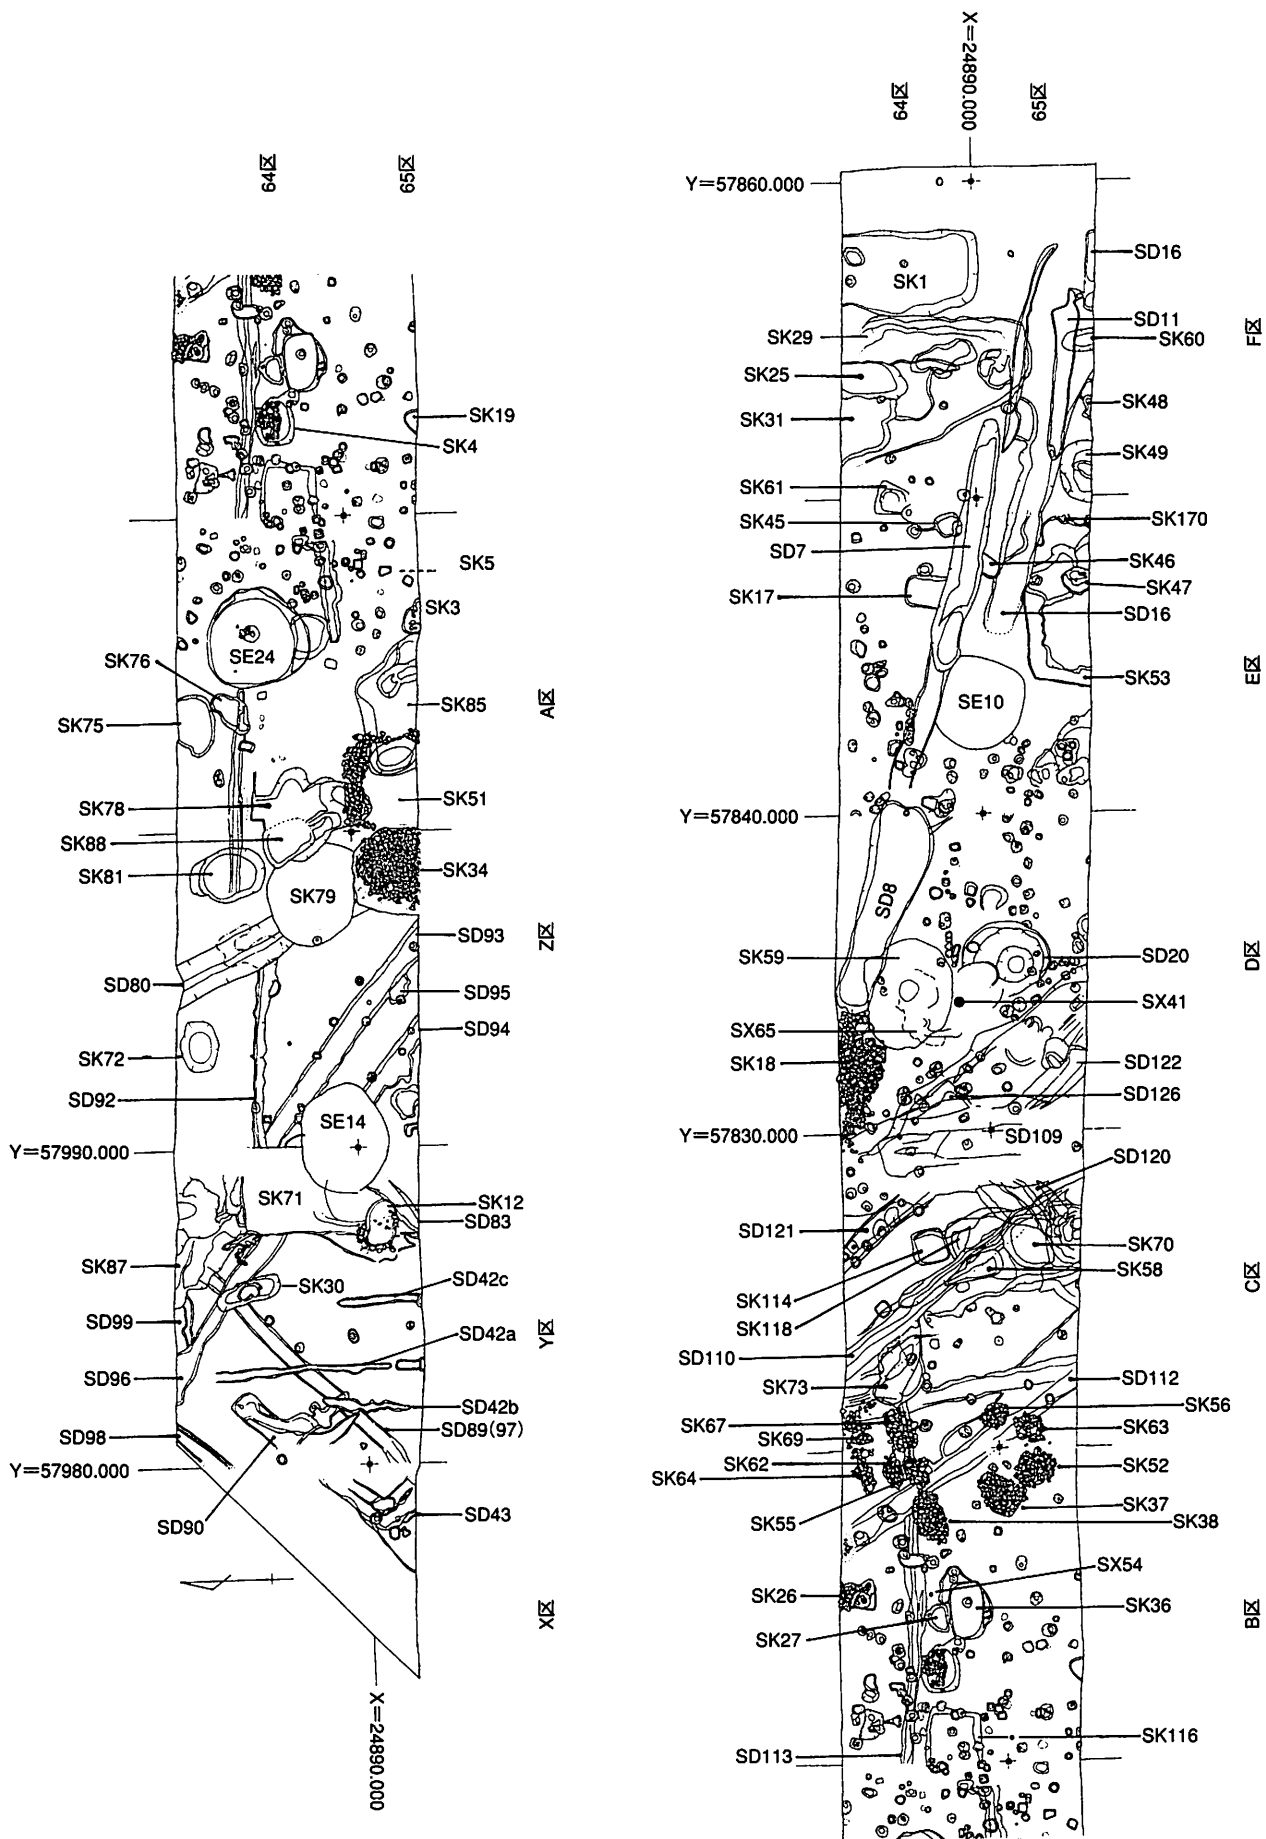 64区
65区
SK19
SK4
SK5
SK3
SE24
SK76
SK75
SK85
A区
SK78
SK51
SK88
SK81
SK34
SK79
SD93
Z区
SD80
SD95
SD94
SK72
SD92
SE14
Y=57990.000
SK71
SK12
SD83
SK87
SK30
SD42c
SD99
SD42a
Y区
SD96
SD42b
SD89(97)
SD98
Y=57980.000
SD90
SD43
X区
X=24890.000
X=24890.000
64区
65区
Y=57860.000
SD16
SK1
SD11
SK29
SK60
F区
SK25
SK48
SK31
SK49
SK61
SK45
SK170
SD7
SK46
SK47
SK17
SD16
SK53
E区
SE10
Y=57840.000
SD8
SK59
SD20
D区
SX41
SX65
SK18
SD122
SD126
Y=57830.000
SD109
SD120
SD121
SK70
SK58
C区
SK114
SK118
SD110
SK73
SD112
SK56
SK67
SK63
SK69
SK62
SK52
SK64
SK37
SK55
SK38
SX54
SK26
SK36
B区
SK27
SK116
SD113